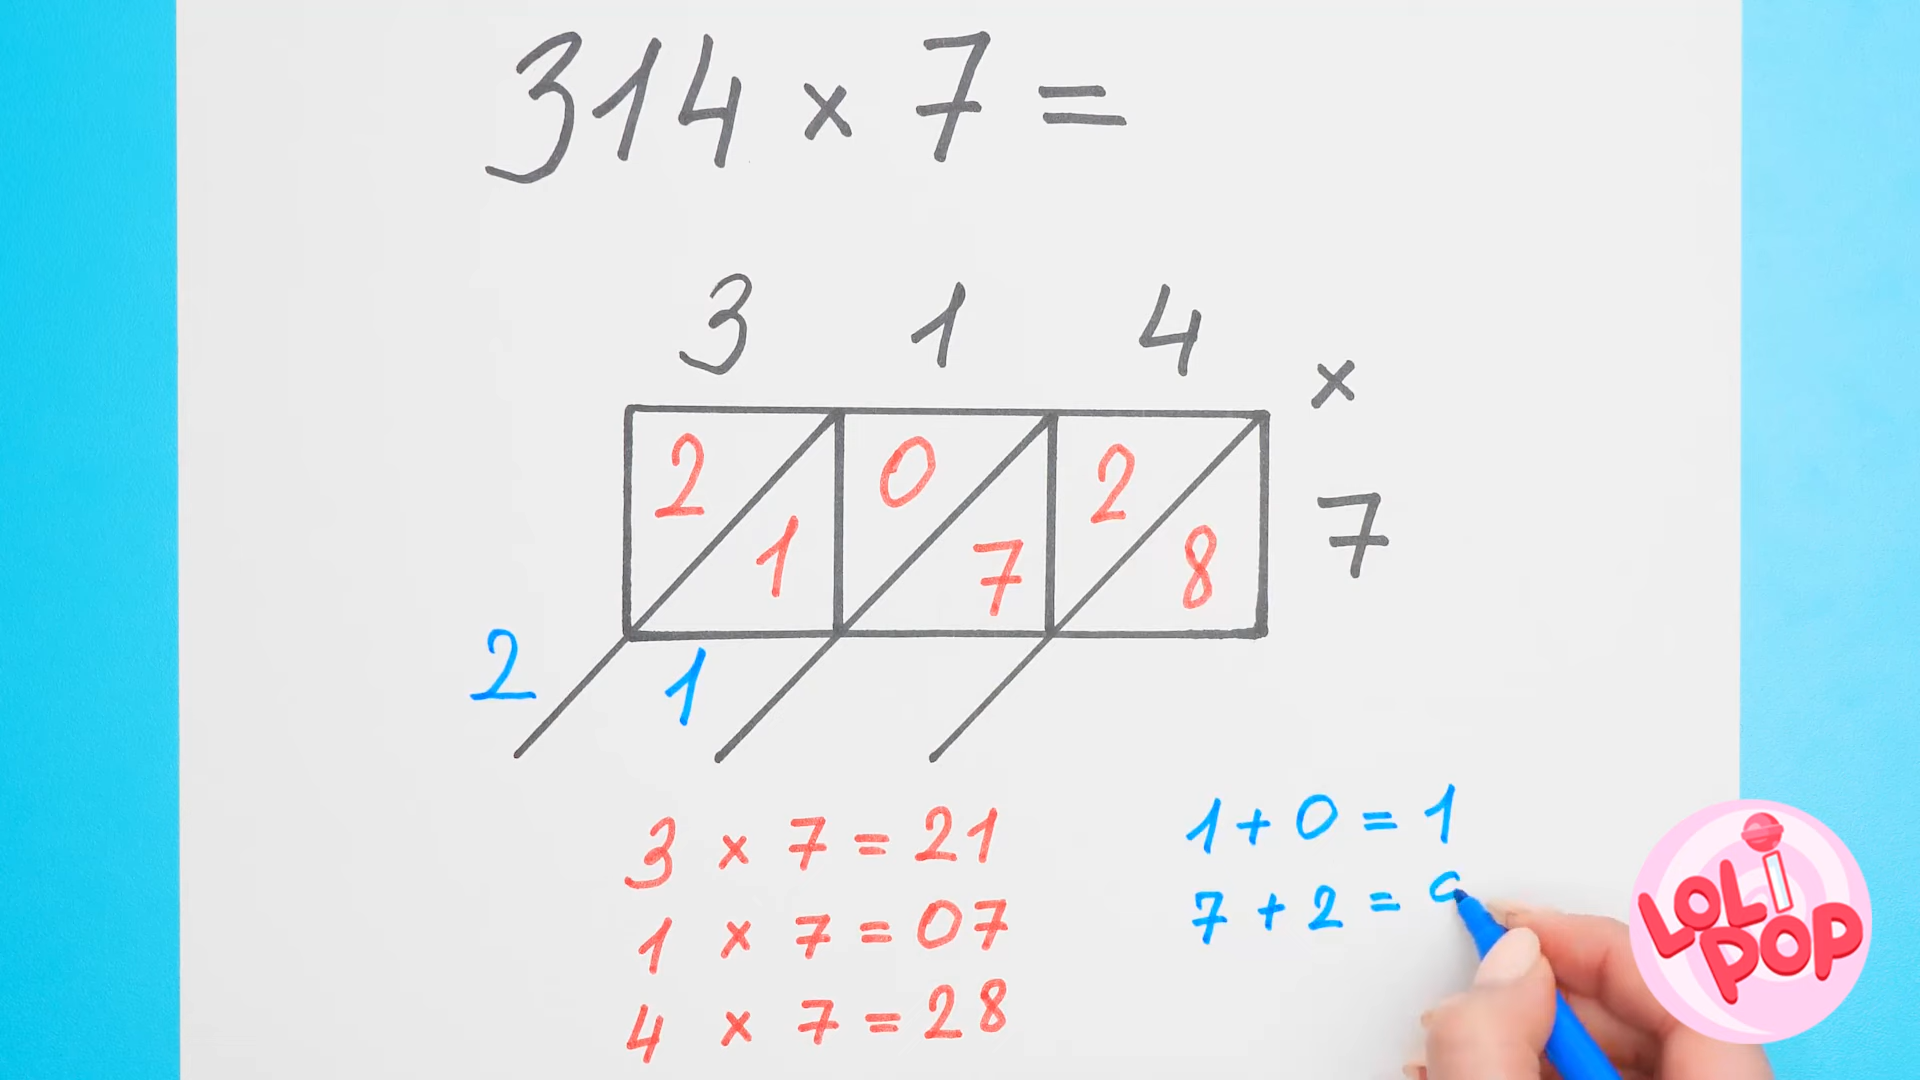 314 × 7 =
3 1 4 ×
2 0 2
1 7 8 7
2 1
3 × 7 = 21
1 × 7 = 07
4 × 7 = 28
1 + 0 = 1
7 + 2 =
LOLiPOP